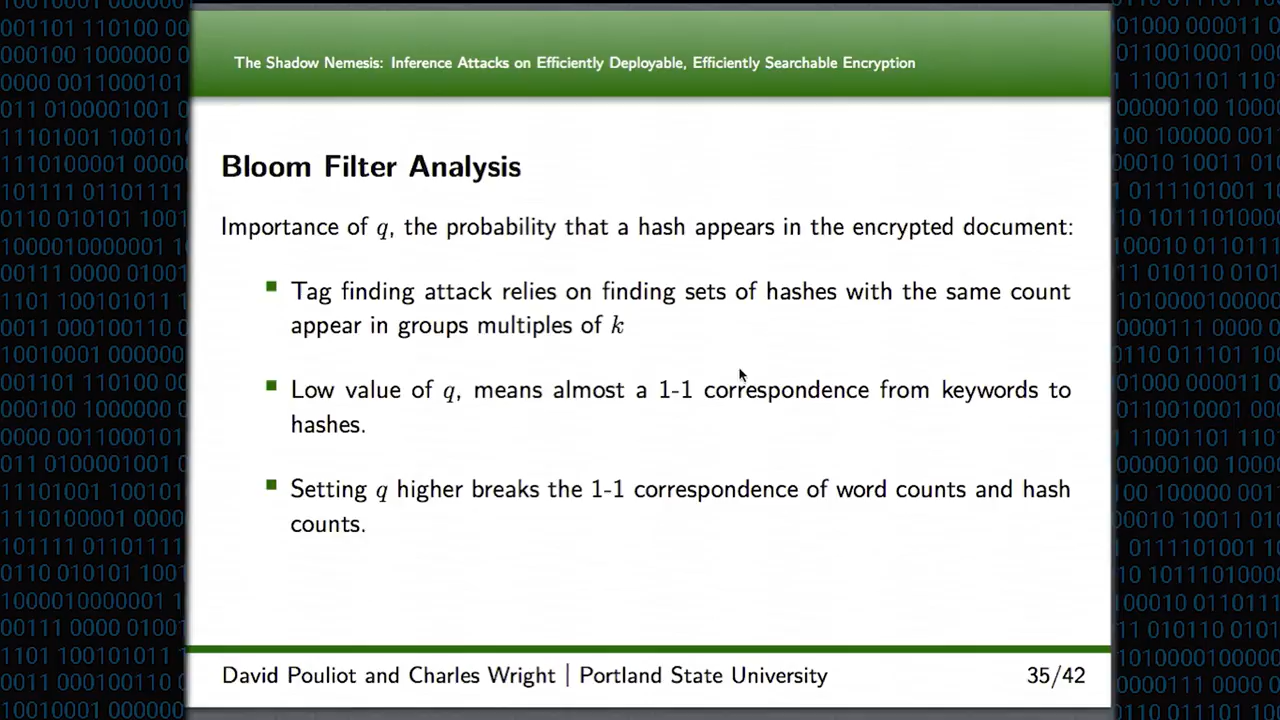 The Shadow Nemesis: Inference Attacks on Efficiently Deployable, Efficiently Searchable Encryption
Bloom Filter Analysis
Importance of q, the probability that a hash appears in the encrypted document:
Tag finding attack relies on finding sets of hashes with the same count
appear in groups multiples of k
Low value of q, means almost a 1-1 correspondence from keywords to
hashes.
Setting q higher breaks the 1-1 correspondence of word counts and hash
counts.
David Pouliot and Charles Wright | Portland State University
35/42